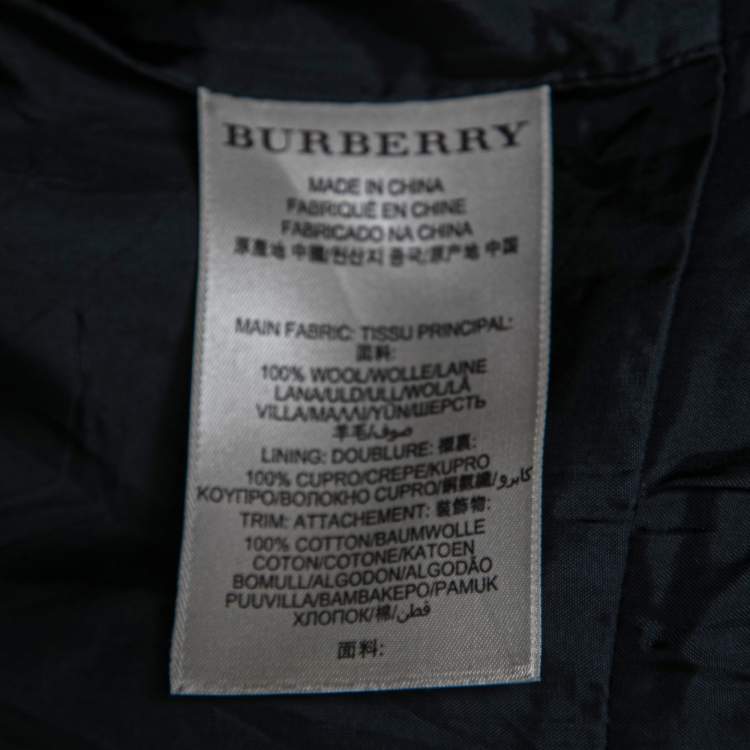 BURBERRY
MADE IN CHINA
FABRIQUÉ EN CHINE
FABRICADO NA CHINA
原產地 中國/원산지 중국/原产地 中国
MAIN FABRIC: TISSU PRINCIPAL:
面料:
100% WOOL/WOLLE/LAINE
LANA/ULD/ULL/WOL/LÃ
VILLA/ΜΑΛΛΙ/YÜN/ШЕРСТЬ
羊毛/صوف/
LINING: DOUBLURE: 裡裏:
100% CUPRO/CREPE/KUPRO
ΚΟΥΠΡΟ/ВОЛОКНО CUPRO/銅氨纖/كابرو/
TRIM: ATTACHEMENT: 装飾物:
100% COTTON/BAUMWOLLE
COTON/COTONE/KATOEN
BOMULL/ALGODON/ALGODÃO
PUUVILLA/ΒΑΜΒΑΚΕΡΟ/PAMUK
ХЛОПОК/棉/قطن/
面料: